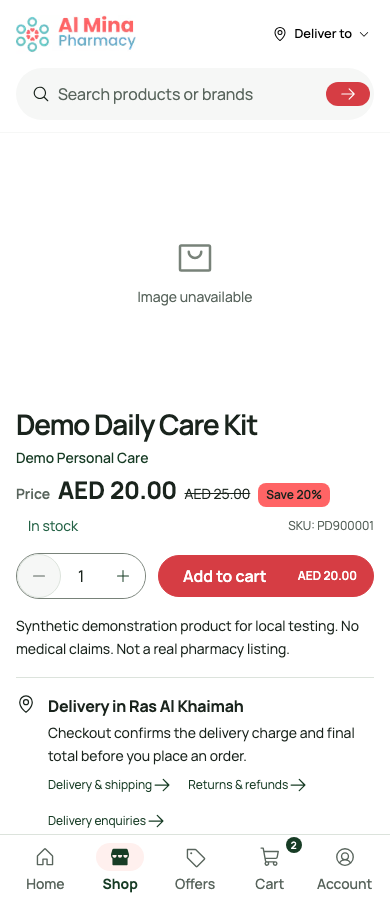 Al Mina
Pharmacy
Deliver to
Search products or brands
Image unavailable
Demo Daily Care Kit
Demo Personal Care
Price AED 20.00 AED 25.00 Save 20%
In stock SKU: PD900001
1 Add to cart AED 20.00
Synthetic demonstration product for local testing. No
medical claims. Not a real pharmacy listing.
Delivery in Ras Al Khaimah
Checkout confirms the delivery charge and final
total before you place an order.
Delivery & shipping Returns & refunds
Delivery enquiries
2
Home Shop Offers Cart Account